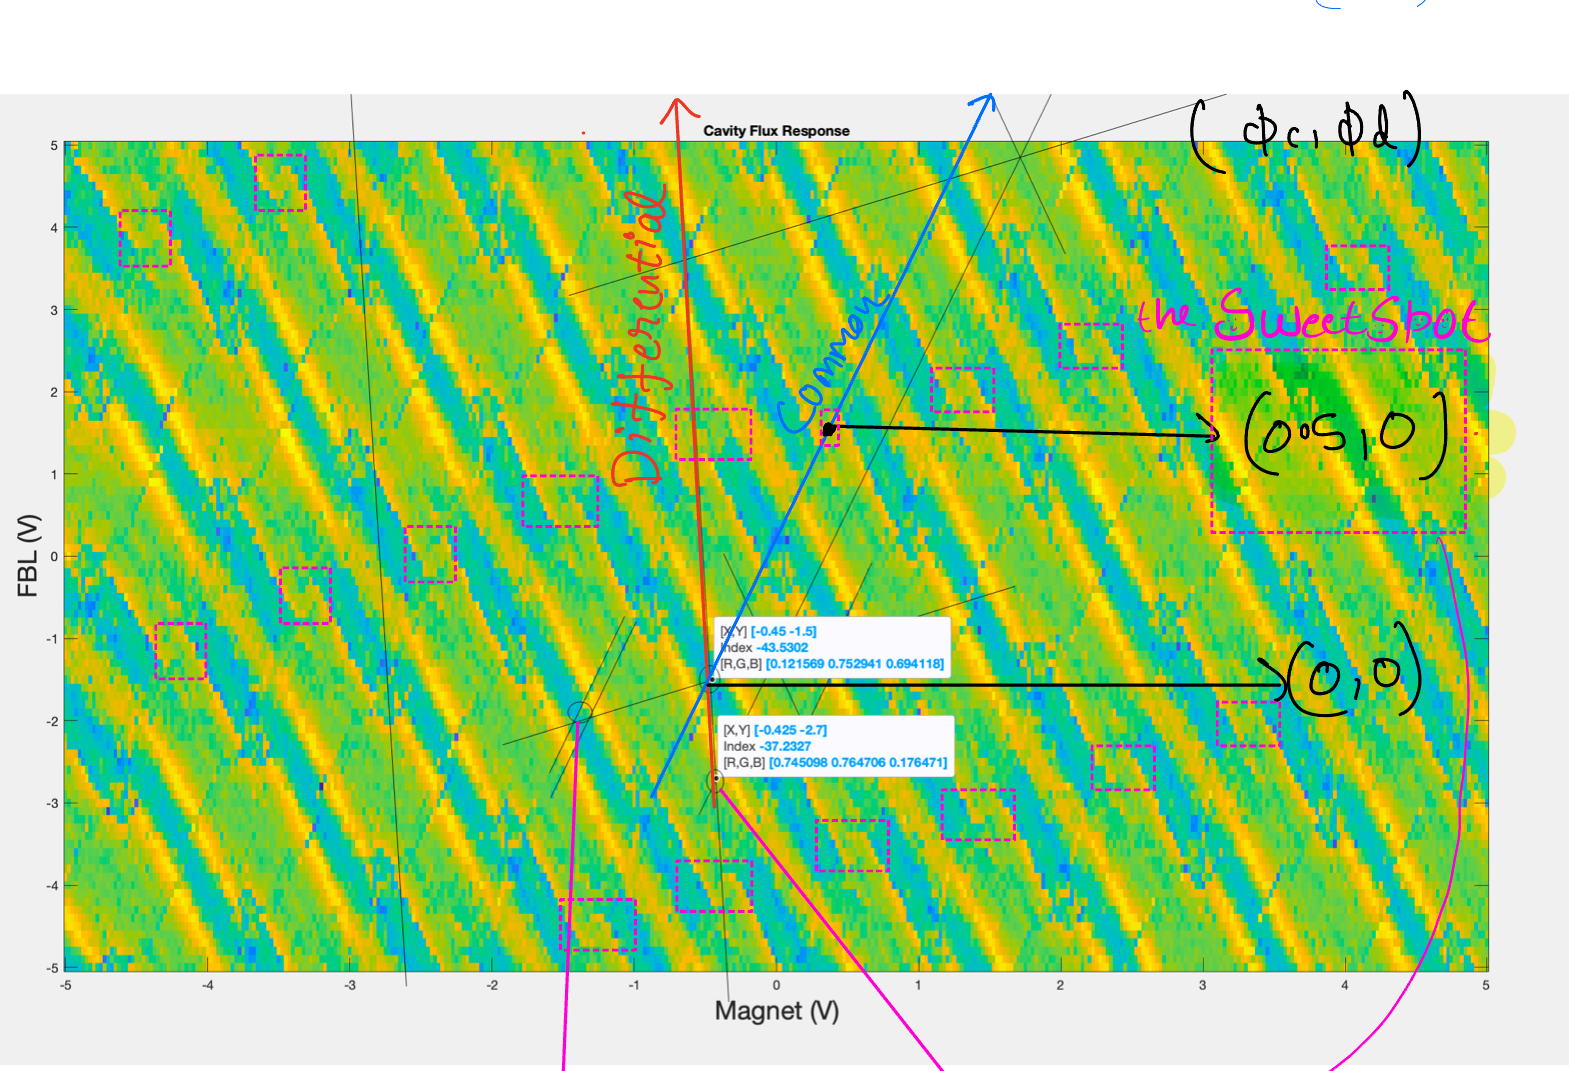 Cavity Flux Response
(ϕc, ϕd)
Differential
Common
the Sweet Spot
(0.5, 0)
(0, 0)
[X,Y] [-0.45 -1.5]
Index -43.5302
[R,G,B] [0.121569 0.752941 0.694118]
[X,Y] [-0.425 -2.7]
Index -37.2327
[R,G,B] [0.745098 0.764706 0.176471]
FBL (V)
5
4
3
2
1
0
-1
-2
-3
-4
-5
-5 -4 -3 -2 -1 0 1 2 3 4 5
Magnet (V)